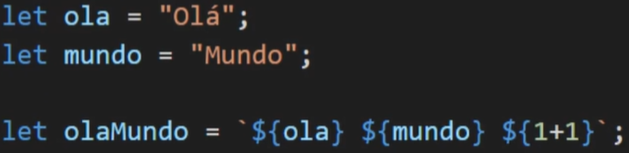 let ola = "Olá";
let mundo = "Mundo";
let olaMundo = `${ola} ${mundo} ${1+1}`;